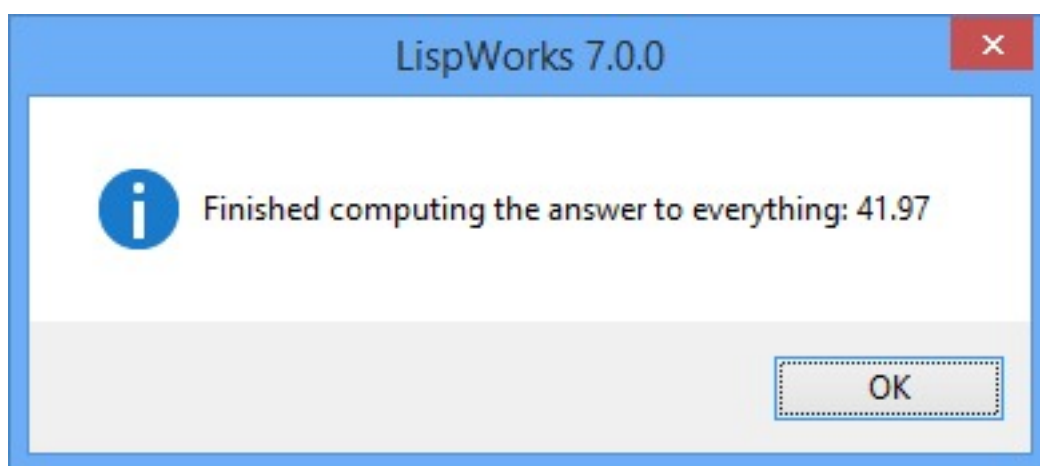 LispWorks 7.0.0
Finished computing the answer to everything: 41.97
OK